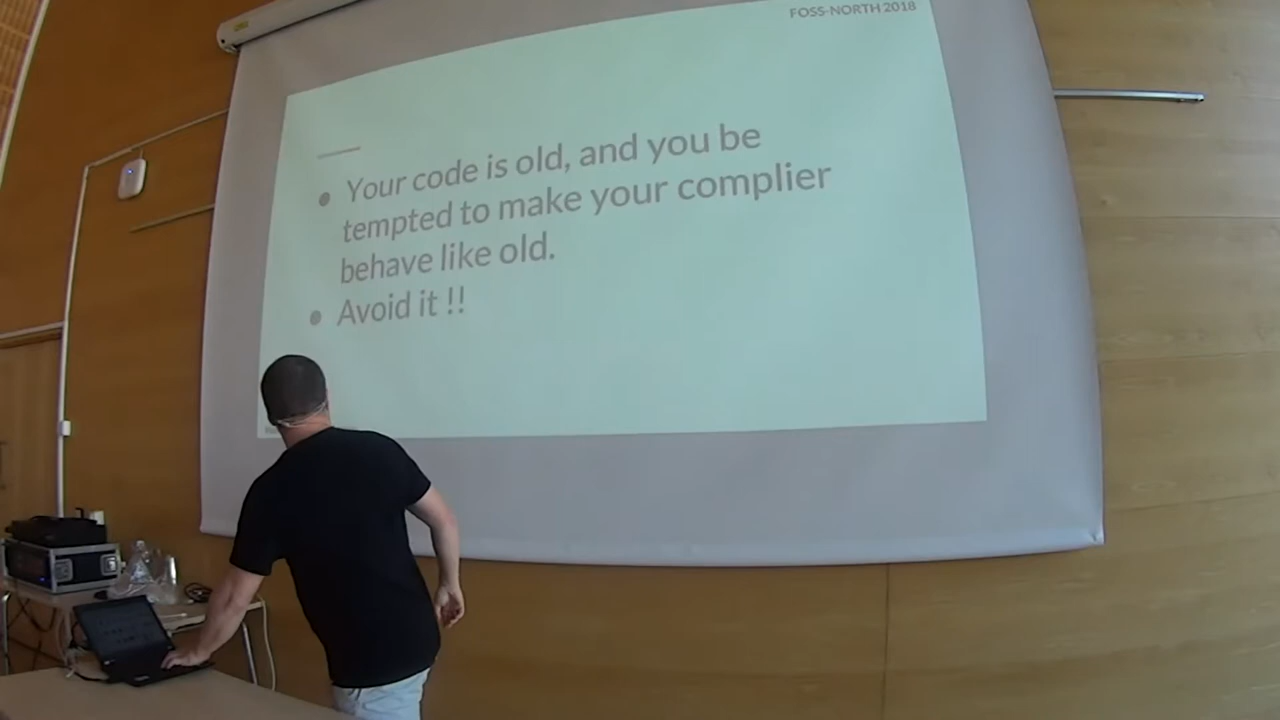 FOSS-NORTH 2018
Your code is old, and you be
tempted to make your complier
behave like old.
Avoid it !!